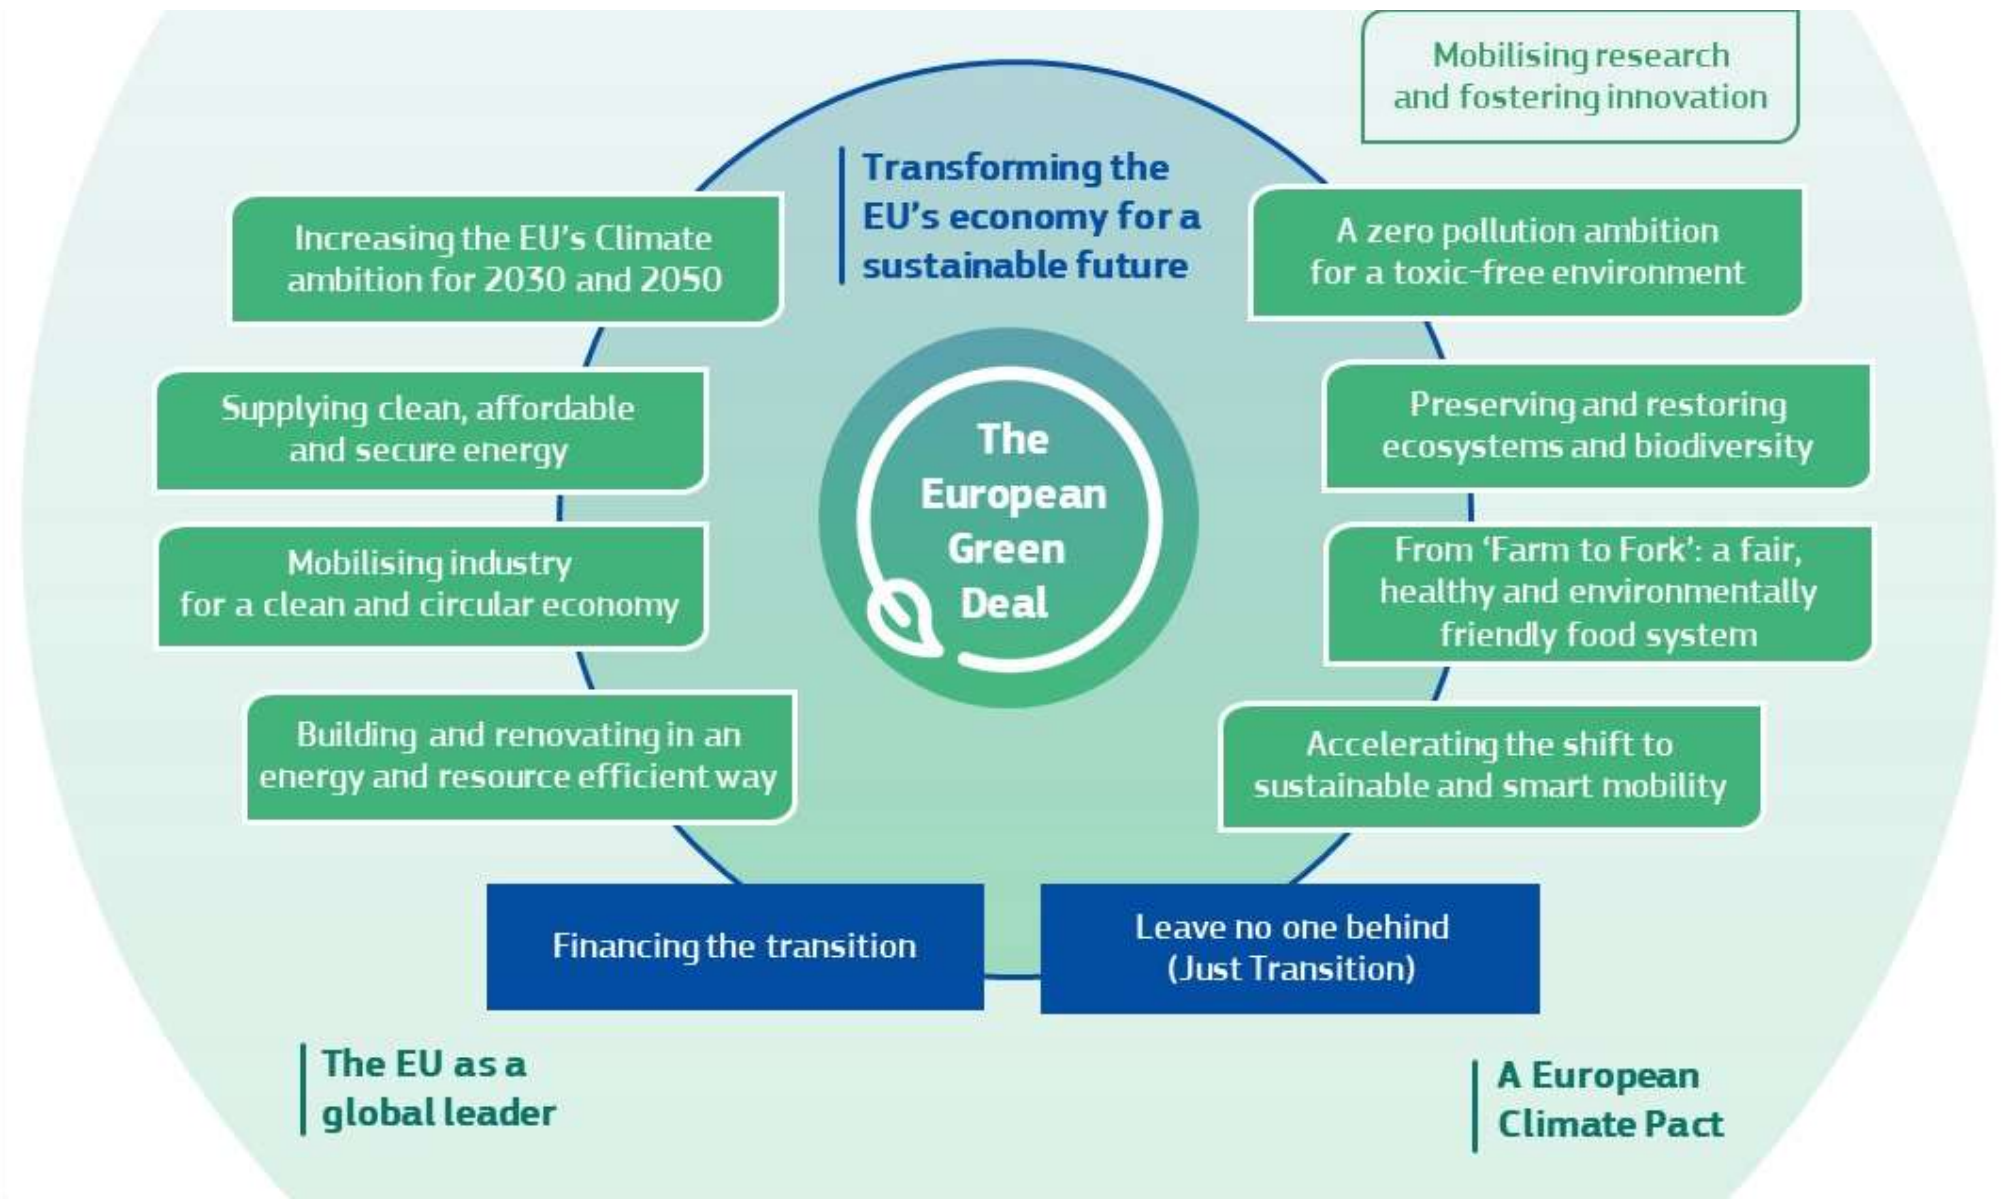 Mobilising research
and fostering innovation
Transforming the
EU's economy for a
sustainable future
Increasing the EU's Climate
ambition for 2030 and 2050
Supplying clean, affordable
and secure energy
Mobilising industry
for a clean and circular economy
Building and renovating in an
energy and resource efficient way
The
European
Green
Deal
A zero pollution ambition
for a toxic-free environment
Preserving and restoring
ecosystems and biodiversity
From ‘Farm to Fork’: a fair,
healthy and environmentally
friendly food system
Accelerating the shift to
sustainable and smart mobility
Financing the transition
Leave no one behind
(Just Transition)
The EU as a
global leader
A European
Climate Pact